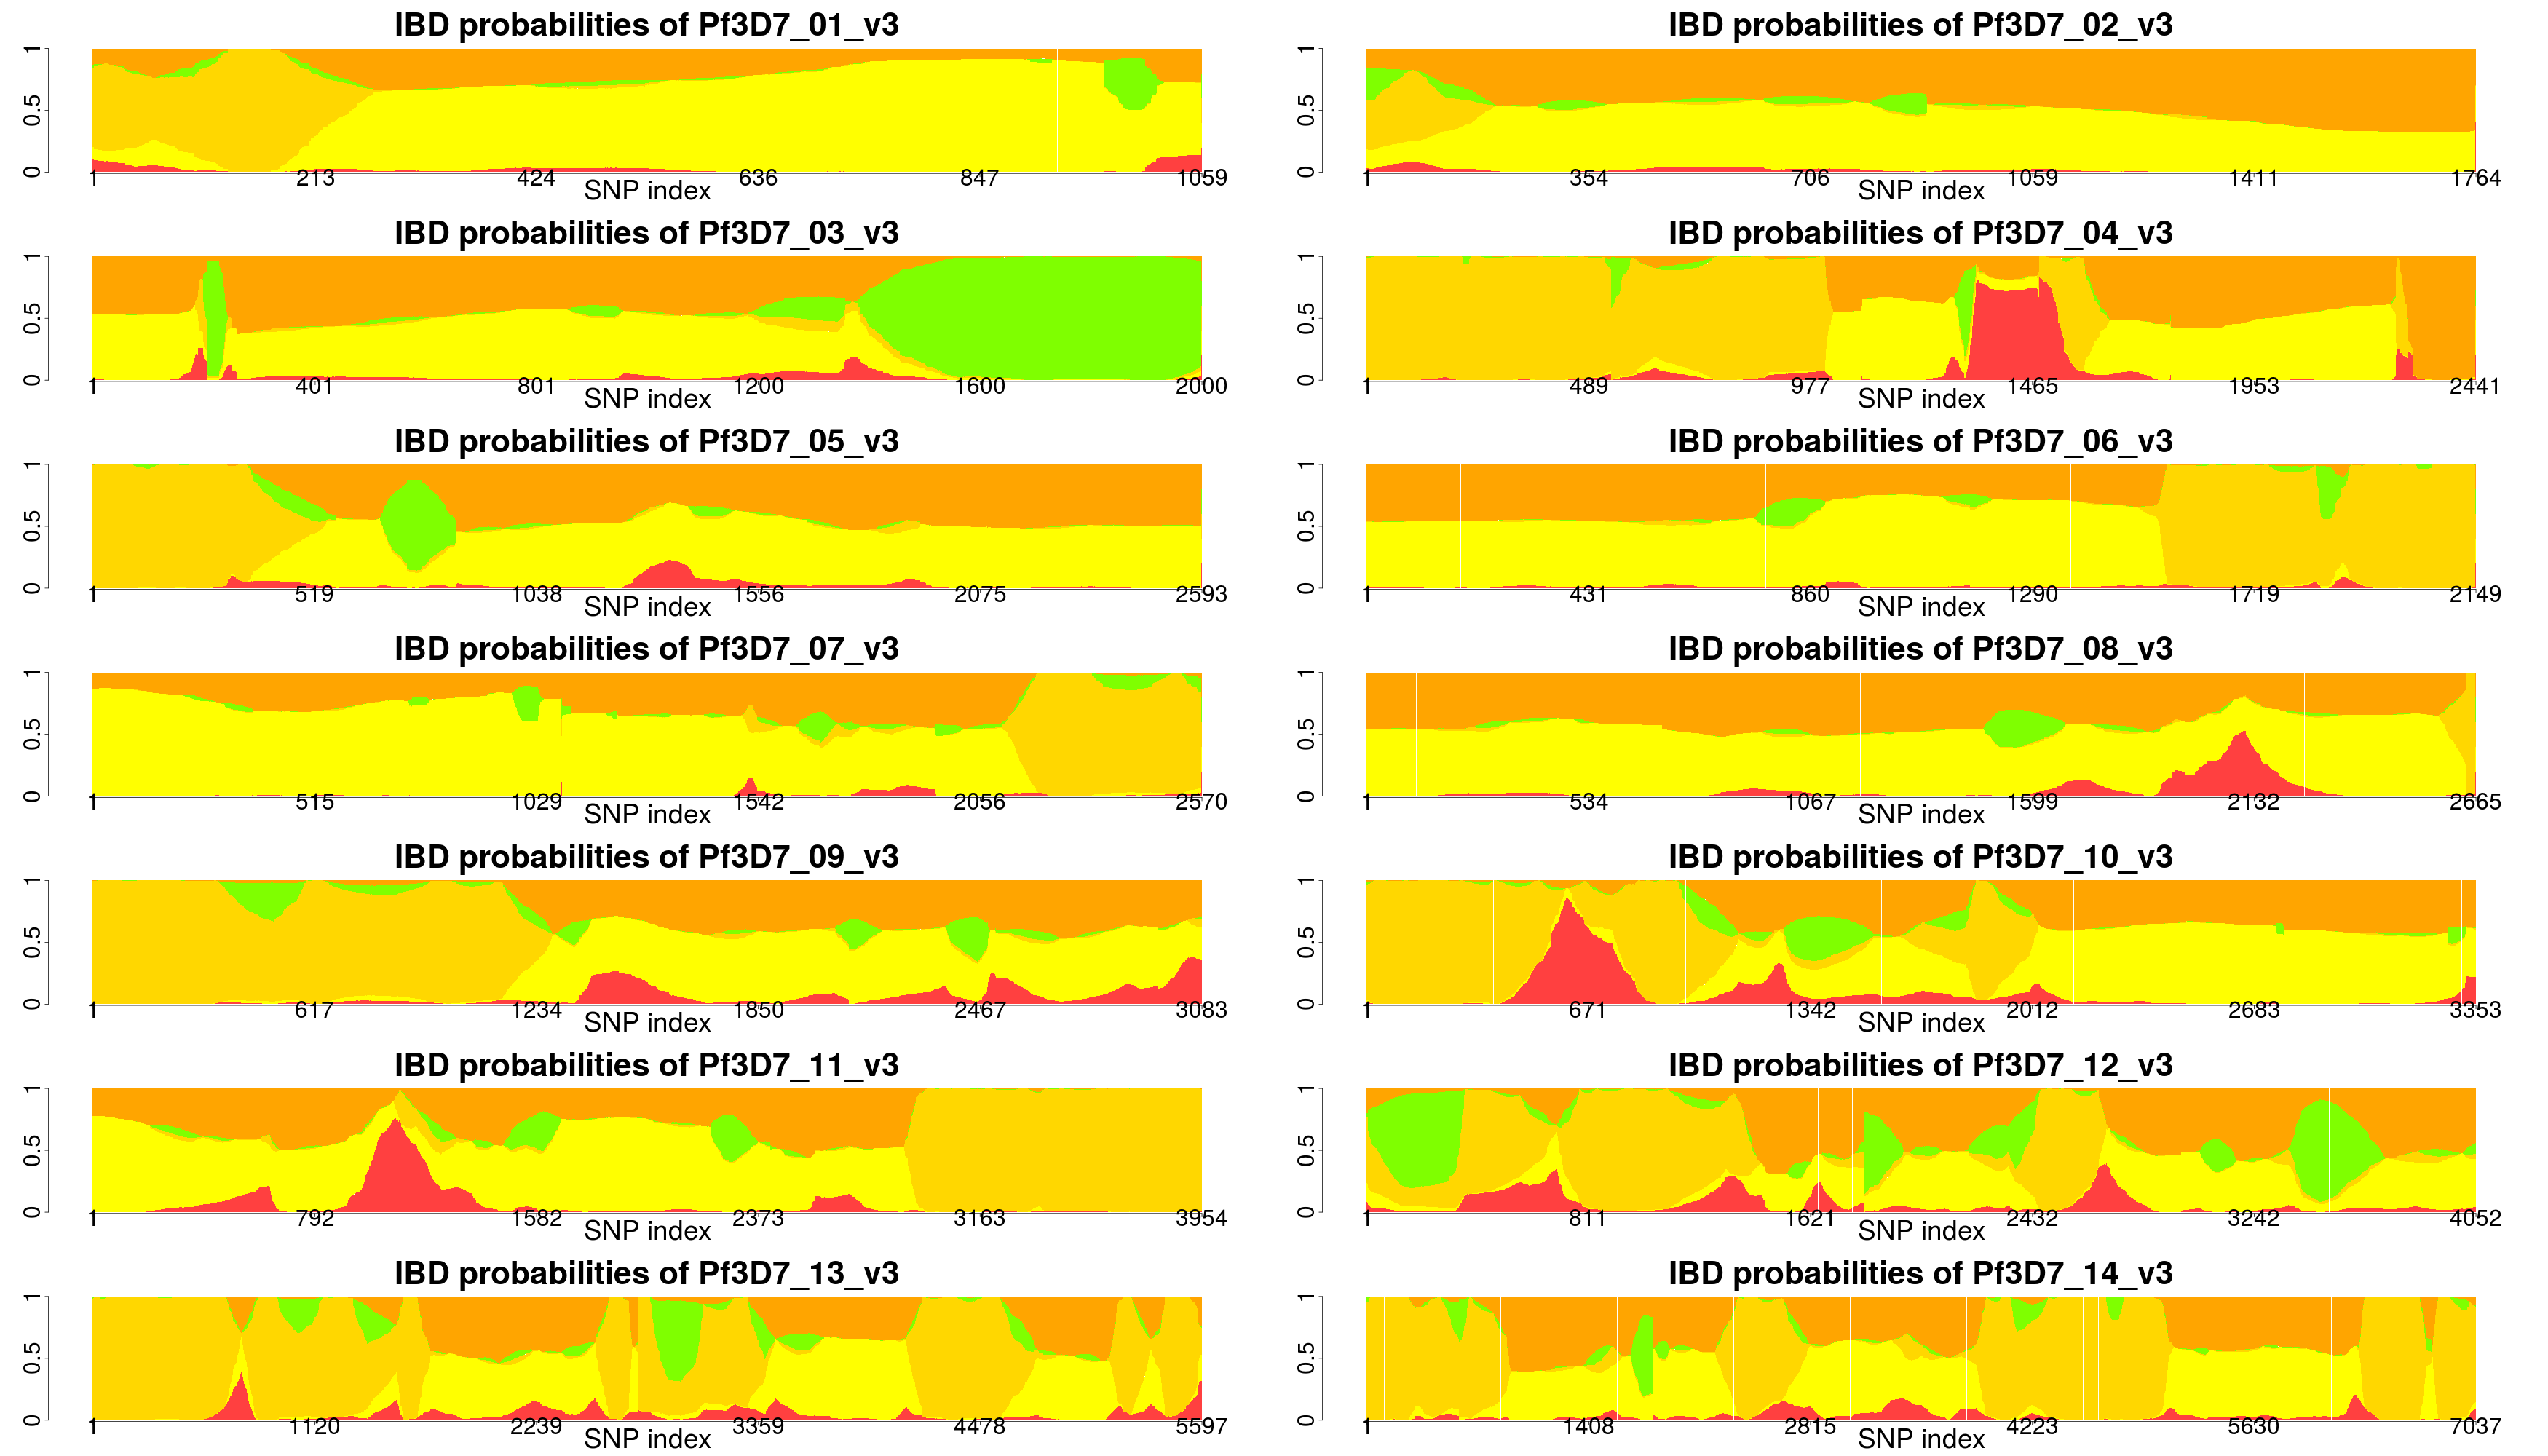 IBD probabilities of Pf3D7_01_v3
0 0.5 1
1 213 424 636 847 1059
SNP index
IBD probabilities of Pf3D7_02_v3
0 0.5 1
1 354 706 1059 1411 1764
SNP index
IBD probabilities of Pf3D7_03_v3
0 0.5 1
1 401 801 1200 1600 2000
SNP index
IBD probabilities of Pf3D7_04_v3
0 0.5 1
1 489 977 1465 1953 2441
SNP index
IBD probabilities of Pf3D7_05_v3
0 0.5 1
1 519 1038 1556 2075 2593
SNP index
IBD probabilities of Pf3D7_06_v3
0 0.5 1
1 431 860 1290 1719 2149
SNP index
IBD probabilities of Pf3D7_07_v3
0 0.5 1
1 515 1029 1542 2056 2570
SNP index
IBD probabilities of Pf3D7_08_v3
0 0.5 1
1 534 1067 1599 2132 2665
SNP index
IBD probabilities of Pf3D7_09_v3
0 0.5 1
1 617 1234 1850 2467 3083
SNP index
IBD probabilities of Pf3D7_10_v3
0 0.5 1
1 671 1342 2012 2683 3353
SNP index
IBD probabilities of Pf3D7_11_v3
0 0.5 1
1 792 1582 2373 3163 3954
SNP index
IBD probabilities of Pf3D7_12_v3
0 0.5 1
1 811 1621 2432 3242 4052
SNP index
IBD probabilities of Pf3D7_13_v3
0 0.5 1
1 1120 2239 3359 4478 5597
SNP index
IBD probabilities of Pf3D7_14_v3
0 0.5 1
1 1408 2815 4223 5630 7037
SNP index